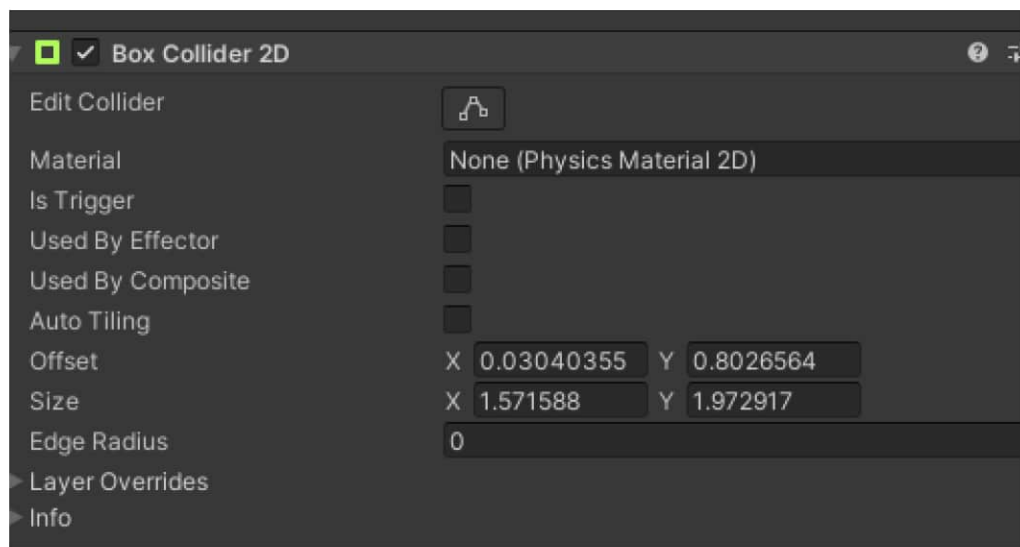 Box Collider 2D
Edit Collider
Material None (Physics Material 2D)
Is Trigger
Used By Effector
Used By Composite
Auto Tiling
Offset X 0.03040355 Y 0.8026564
Size X 1.571588 Y 1.972917
Edge Radius 0
Layer Overrides
Info